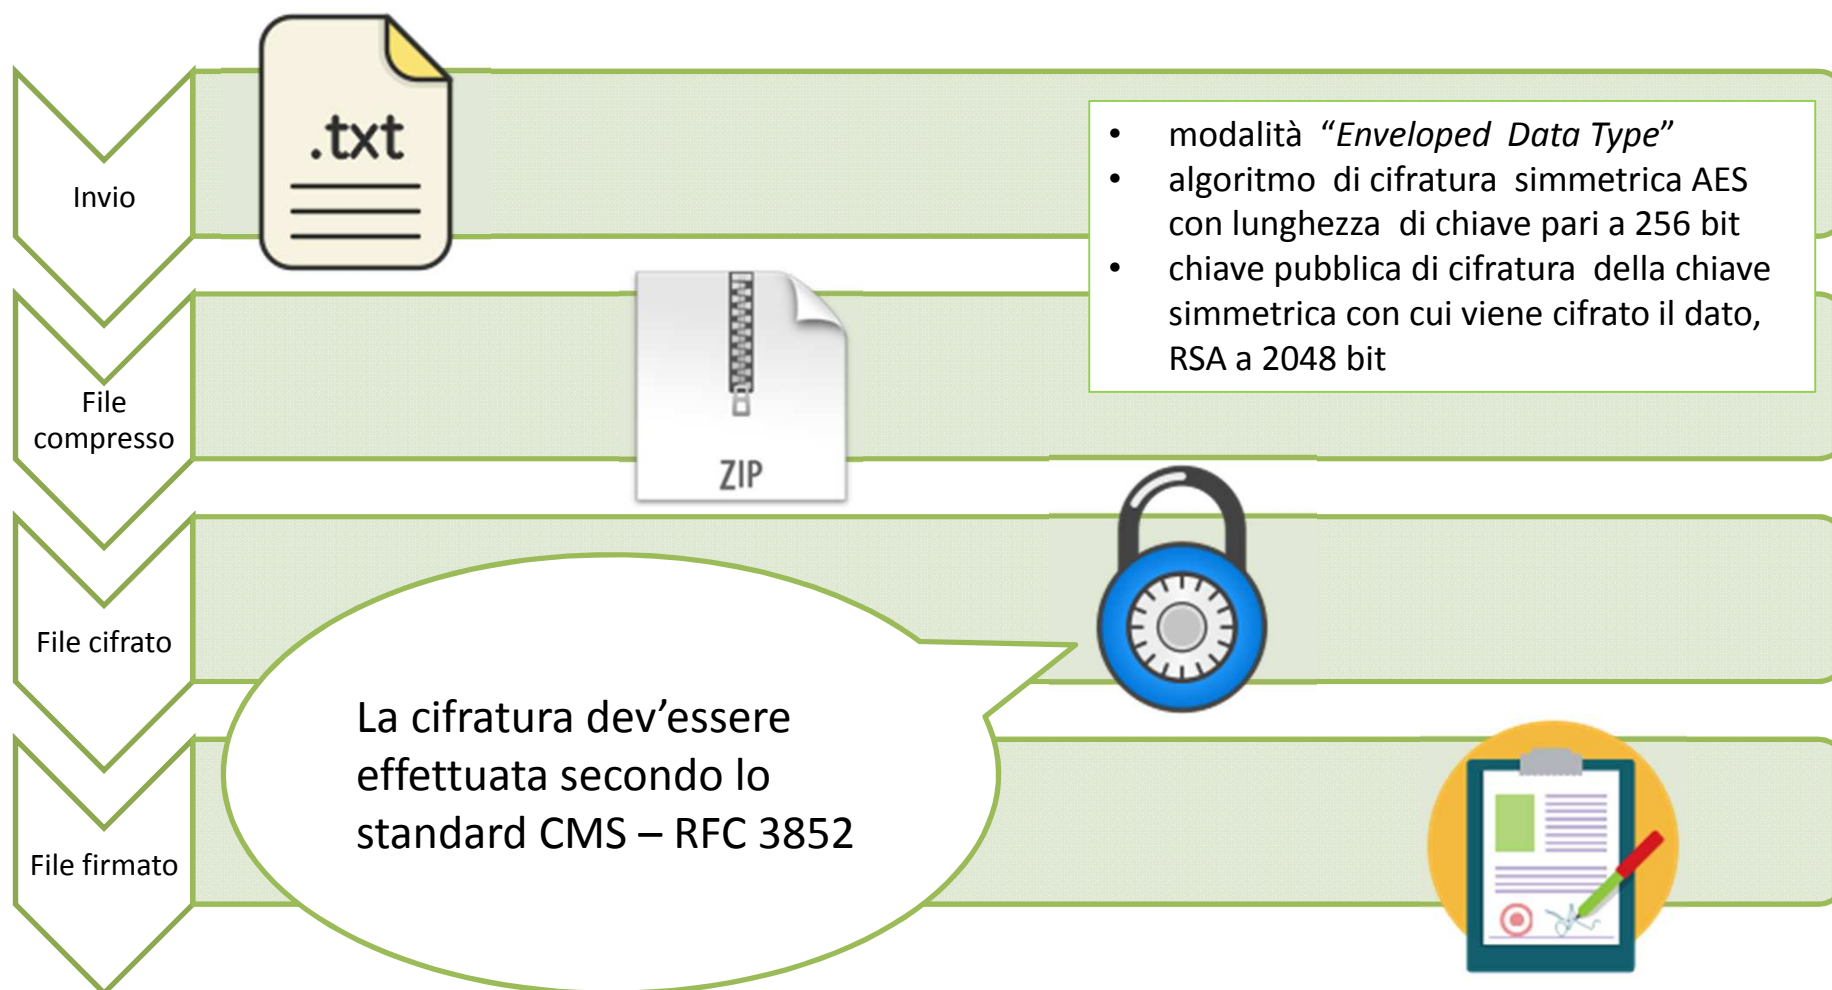 Invio
.txt
• modalità “Enveloped Data Type”
• algoritmo di cifratura simmetrica AES
con lunghezza di chiave pari a 256 bit
• chiave pubblica di cifratura della chiave
simmetrica con cui viene cifrato il dato,
RSA a 2048 bit
File
compresso
ZIP
File cifrato
La cifratura dev’essere
effettuata secondo lo
standard CMS – RFC 3852
File firmato